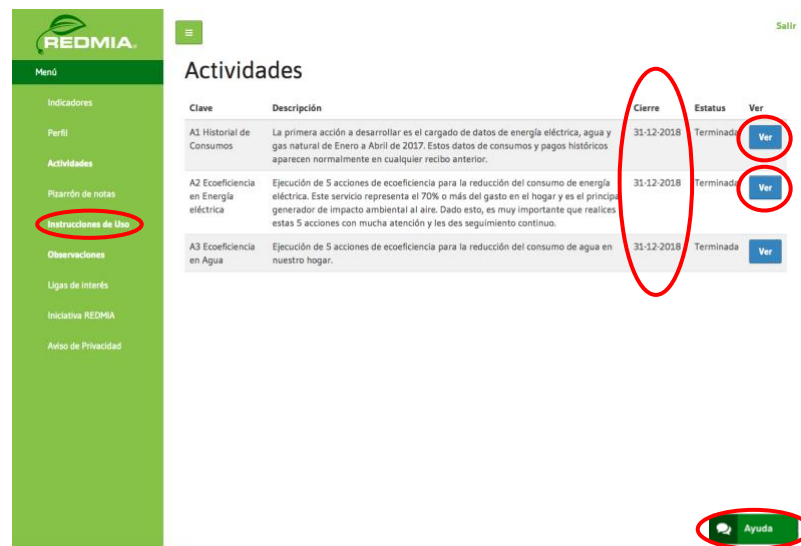 REDMIA
Salir
Menú
Indicadores
Perfil
Actividades
Pizarrón de notas
Instrucciones de Uso
Observaciones
Ligas de interés
Iniciativa REDMIA
Aviso de Privacidad
Actividades
Clave Descripción Cierre Estatus Ver
A1 Historial de La primera acción a desarrollar es el cargado de datos de energía eléctrica, agua y 31-12-2018 Terminada Ver
Consumos gas natural de Enero a Abril de 2017. Estos datos de consumos y pagos históricos
aparecen normalmente en cualquier recibo anterior.
A2 Ecoeficiencia Ejecución de 5 acciones de ecoeficiencia para la reducción del consumo de energía 31-12-2018 Terminada Ver
en Energía eléctrica. Este servicio representa el 70% o más del gasto en el hogar y es el principa
eléctrica generador de impacto ambiental al aire. Dado esto, es muy importante que realices
estas 5 acciones con mucha atención y les des seguimiento continuo.
A3 Ecoeficiencia Ejecución de 5 acciones de ecoeficiencia para la reducción del consumo de agua en 31-12-2018 Terminada Ver
en Agua nuestro hogar.
Ayuda